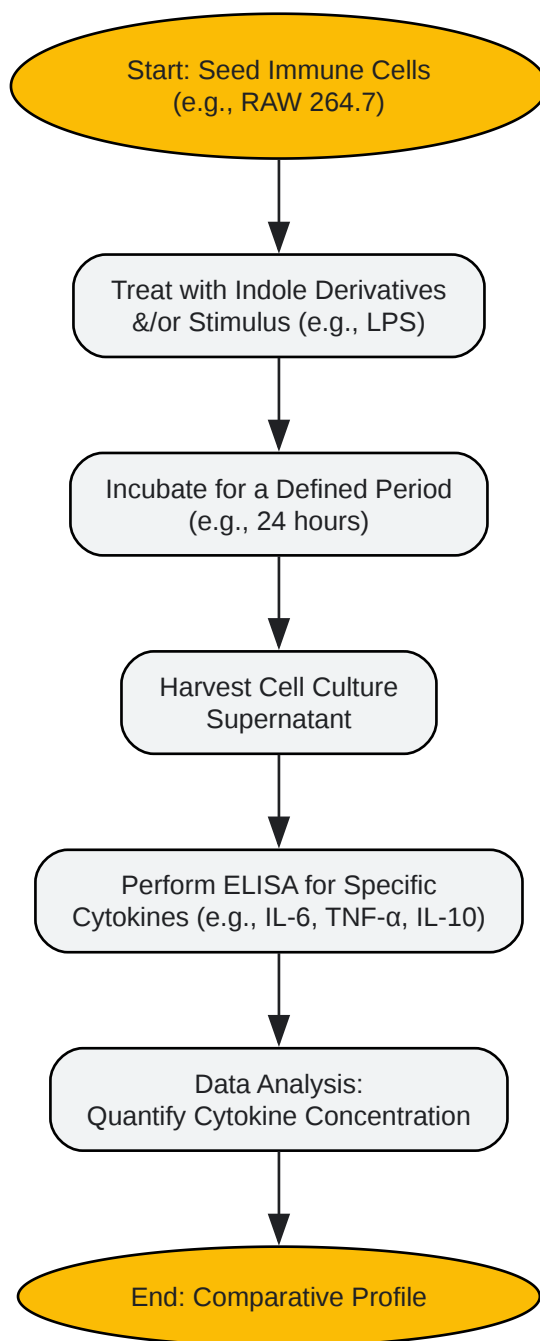 Start: Seed Immune Cells
(e.g., RAW 264.7)
Treat with Indole Derivatives
&/or Stimulus (e.g., LPS)
Incubate for a Defined Period
(e.g., 24 hours)
Harvest Cell Culture
Supernatant
Perform ELISA for Specific
Cytokines (e.g., IL-6, TNF-α, IL-10)
Data Analysis:
Quantify Cytokine Concentration
End: Comparative Profile